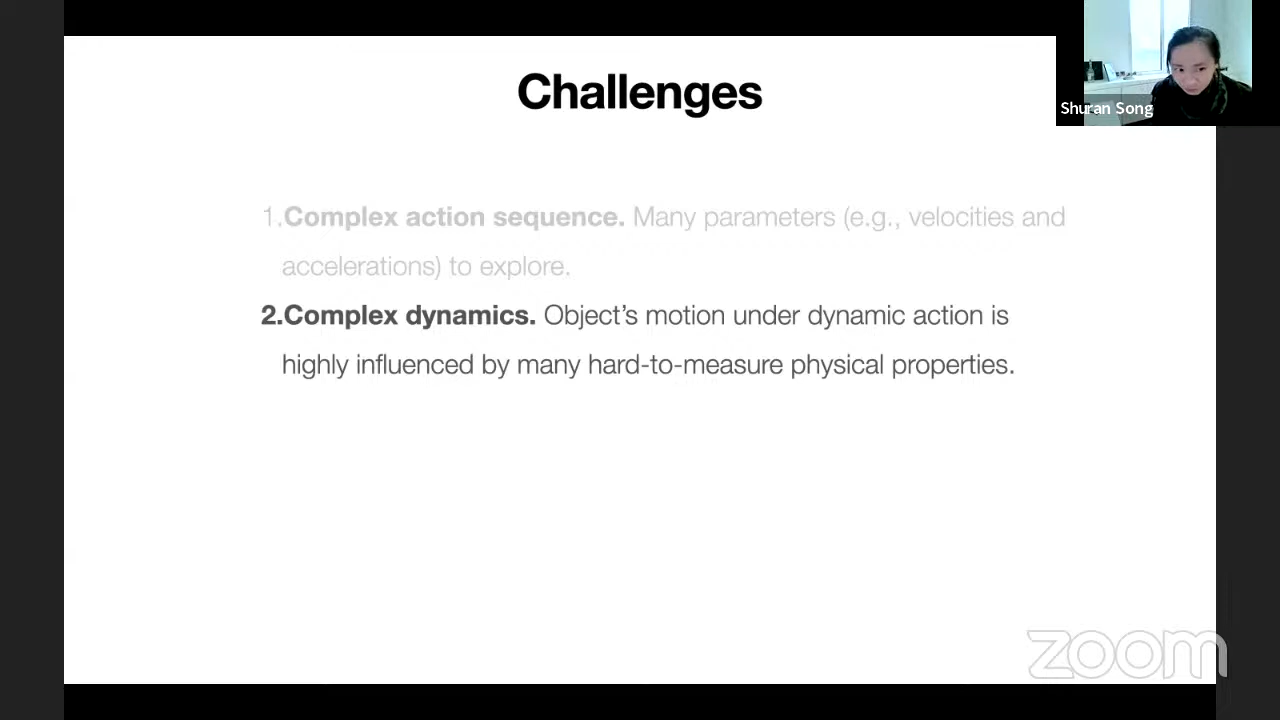 Challenges
Shuran Song
1.Complex action sequence. Many parameters (e.g., velocities and
accelerations) to explore.
2.Complex dynamics. Object’s motion under dynamic action is
highly influenced by many hard-to-measure physical properties.
zoom